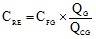 C_RE = C_FG × Q_G / Q_CG